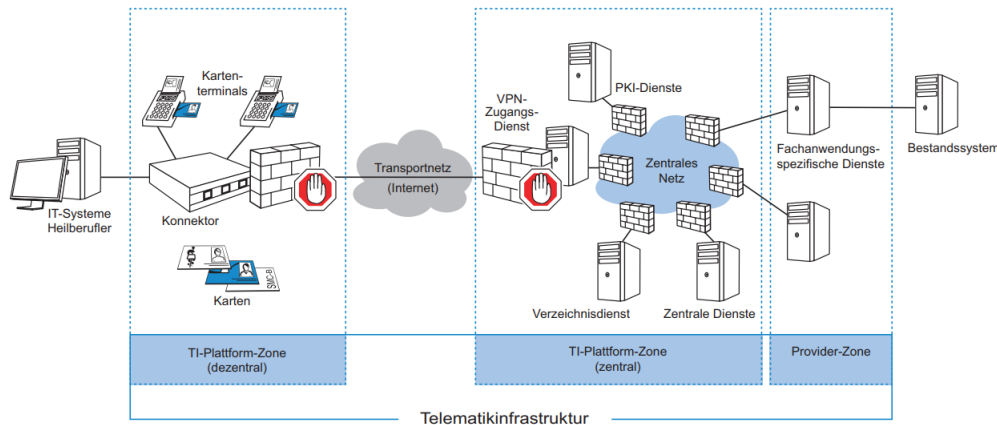 Karten-
terminals
PKI-Dienste
VPN-
Zugangs-
Dienst
Transportnetz
(Internet)
Zentrales
Netz
Fachanwendungs-
spezifische Dienste
Bestandssystem
IT-Systeme
Heilberufler
Konnektor
SMC-B
Karten
Verzeichnisdienst
Zentrale Dienste
TI-Plattform-Zone
(dezentral)
TI-Plattform-Zone
(zentral)
Provider-Zone
Telematikinfrastruktur